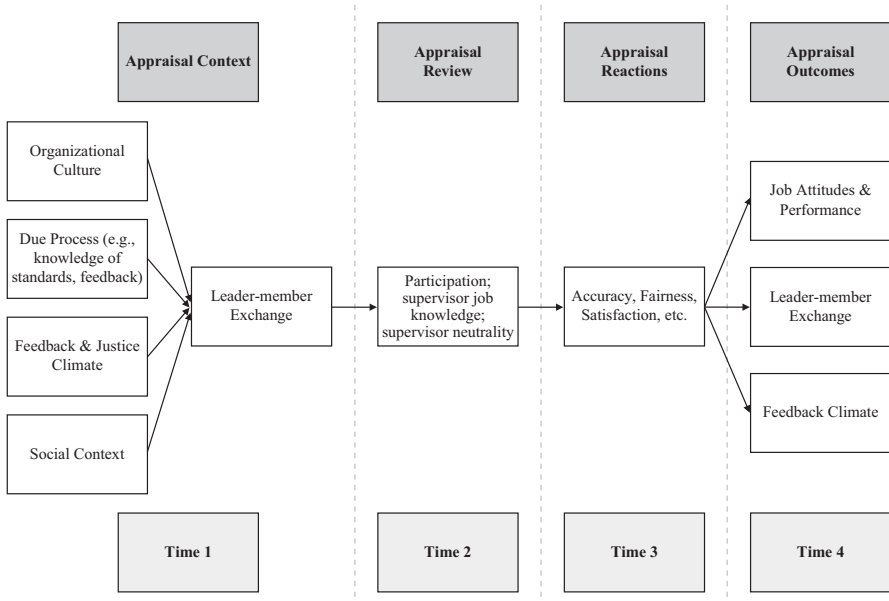 Appraisal Context
Appraisal
Review
Appraisal
Reactions
Appraisal
Outcomes
Organizational
Culture
Due Process (e.g.,
knowledge of
standards, feedback)
Feedback & Justice
Climate
Social Context
Leader-member
Exchange
Participation;
supervisor job
knowledge;
supervisor neutrality
Accuracy, Fairness,
Satisfaction, etc.
Job Attitudes &
Performance
Leader-member
Exchange
Feedback Climate
Time 1
Time 2
Time 3
Time 4